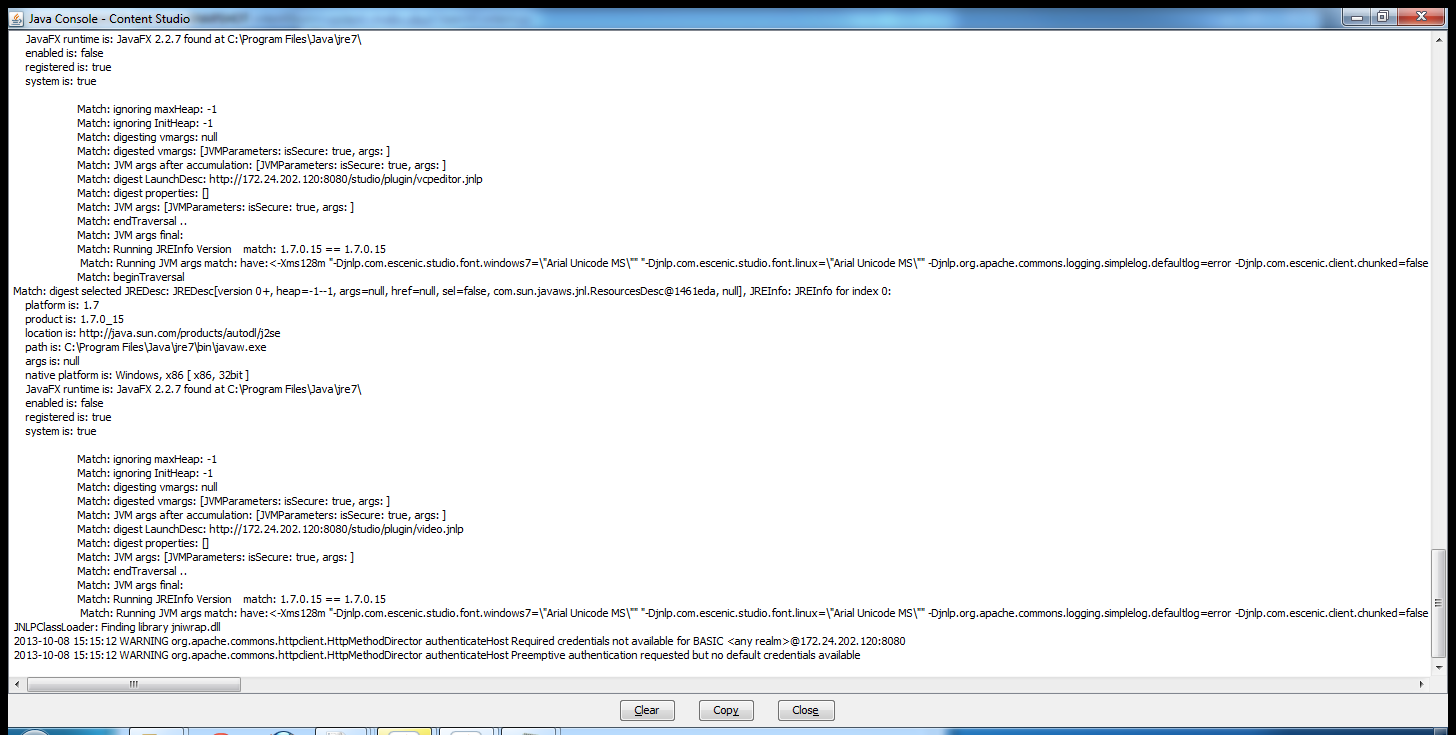 Java Console - Content Studio
JavaFX runtime is: JavaFX 2.2.7 found at C:\Program Files\Java\jre7\
enabled is: false
registered is: true
system is: true
Match: ignoring maxHeap: -1
Match: ignoring InitHeap: -1
Match: digesting vmargs: null
Match: digested vmargs: [JVMParameters: isSecure: true, args: ]
Match: JVM args after accumulation: [JVMParameters: isSecure: true, args: ]
Match: digest LaunchDesc: http://172.24.202.120:8080/studio/plugin/vcpeditor.jnlp
Match: digest properties: []
Match: JVM args: [JVMParameters: isSecure: true, args: ]
Match: endTraversal ..
Match: JVM args final:
Match: Running JREInfo Version    match: 1.7.0.15 == 1.7.0.15
Match: Running JVM args match: have:<-Xms128m "-Djnlp.com.escenic.studio.font.windows7=\"Arial Unicode MS\"" "-Djnlp.com.escenic.studio.font.linux=\"Arial Unicode MS\"" -Djnlp.org.apache.commons.logging.simplelog.defaultlog=error -Djnlp.com.escenic.client.chunked=false
Match: beginTraversal
Match: digest selected JREDesc: JREDesc[version 0+, heap=-1--1, args=null, href=null, sel=false, com.sun.javaws.jnl.ResourcesDesc@1461eda, null], JREInfo: JREInfo for index 0:
platform is: 1.7
product is: 1.7.0_15
location is: http://java.sun.com/products/autodl/j2se
path is: C:\Program Files\Java\jre7\bin\javaw.exe
args is: null
native platform is: Windows, x86 [ x86, 32bit ]
JavaFX runtime is: JavaFX 2.2.7 found at C:\Program Files\Java\jre7\
enabled is: false
registered is: true
system is: true
Match: ignoring maxHeap: -1
Match: ignoring InitHeap: -1
Match: digesting vmargs: null
Match: digested vmargs: [JVMParameters: isSecure: true, args: ]
Match: JVM args after accumulation: [JVMParameters: isSecure: true, args: ]
Match: digest LaunchDesc: http://172.24.202.120:8080/studio/plugin/video.jnlp
Match: digest properties: []
Match: JVM args: [JVMParameters: isSecure: true, args: ]
Match: endTraversal ..
Match: JVM args final:
Match: Running JREInfo Version    match: 1.7.0.15 == 1.7.0.15
Match: Running JVM args match: have:<-Xms128m "-Djnlp.com.escenic.studio.font.windows7=\"Arial Unicode MS\"" "-Djnlp.com.escenic.studio.font.linux=\"Arial Unicode MS\"" -Djnlp.org.apache.commons.logging.simplelog.defaultlog=error -Djnlp.com.escenic.client.chunked=false
JNLPClassLoader: Finding library jniwrap.dll
2013-10-08 15:15:12 WARNING org.apache.commons.httpclient.HttpMethodDirector authenticateHost Required credentials not available for BASIC <any realm>@172.24.202.120:8080
2013-10-08 15:15:12 WARNING org.apache.commons.httpclient.HttpMethodDirector authenticateHost Preemptive authentication requested but no default credentials available
Clear Copy Close